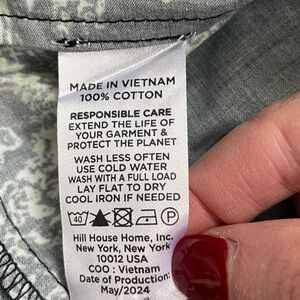 MADE IN VIETNAM
100% COTTON
RESPONSIBLE CARE
EXTEND THE LIFE OF
YOUR GARMENT &
PROTECT THE PLANET
WASH LESS OFTEN
USE COLD WATER
WASH WITH A FULL LOAD
LAY FLAT TO DRY
COOL IRON IF NEEDED
40 P
Hill House Home, Inc.
New York, New York
10012 USA
COO : Vietnam
Date of Production:
May/2024